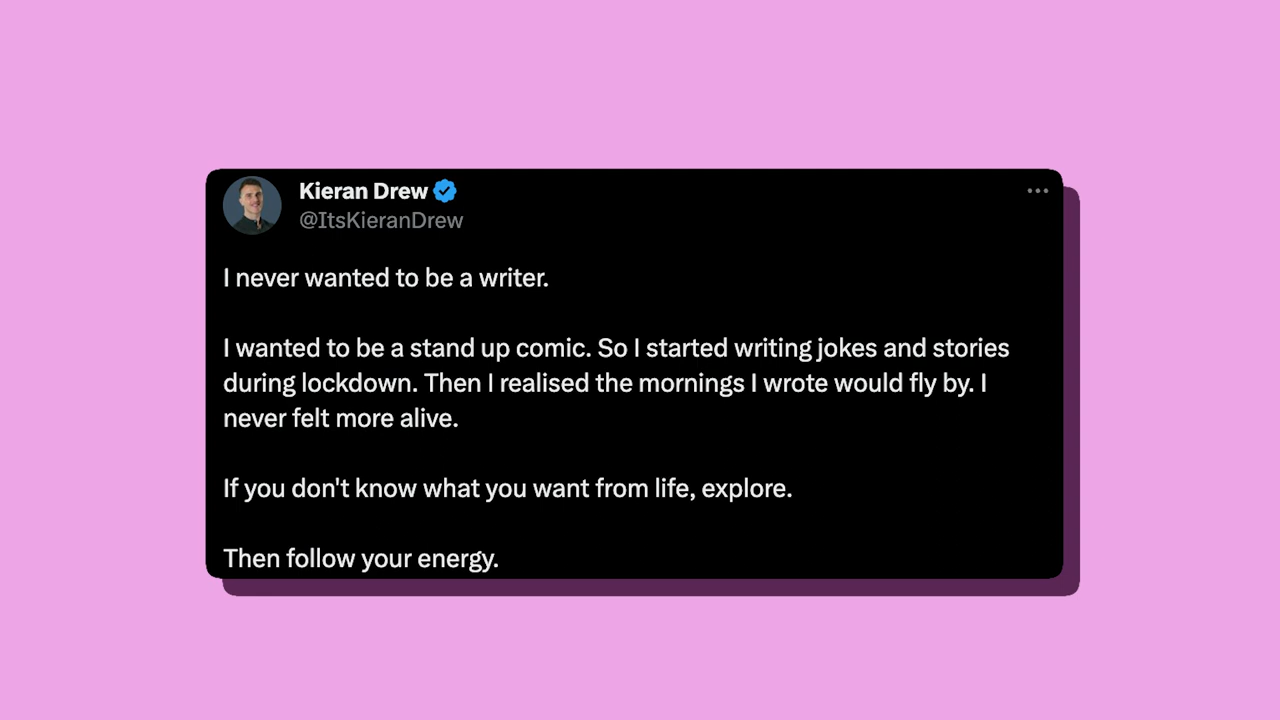 Kieran Drew
@ItsKieranDrew
I never wanted to be a writer.
I wanted to be a stand up comic. So I started writing jokes and stories
during lockdown. Then I realised the mornings I wrote would fly by. I
never felt more alive.
If you don't know what you want from life, explore.
Then follow your energy.